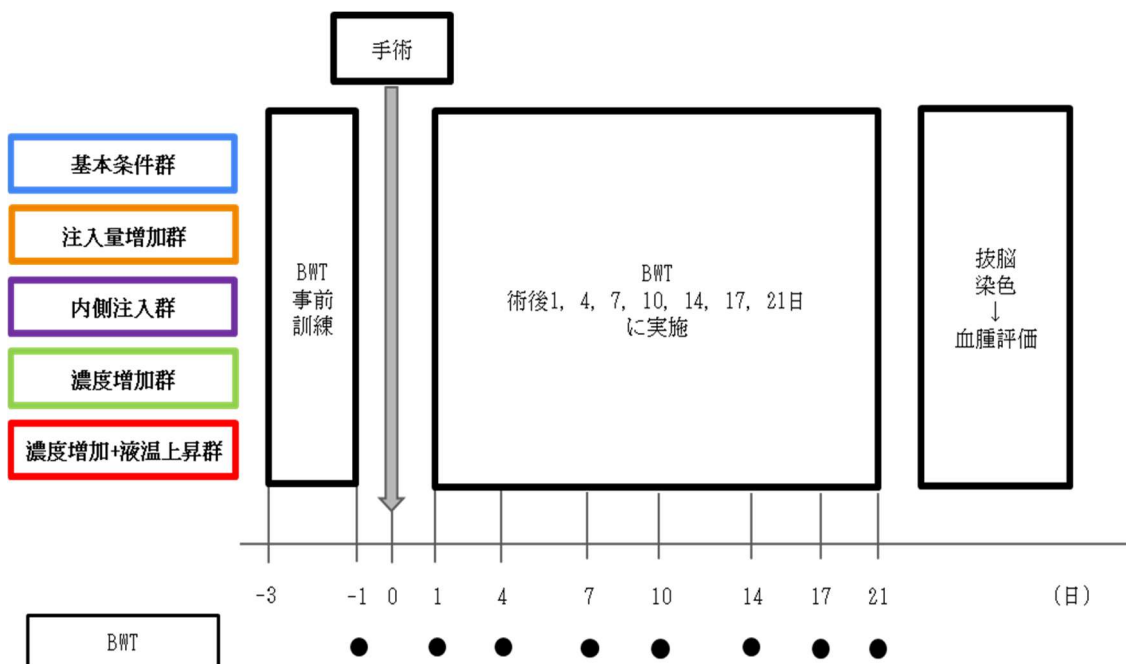 手術
基本条件群
注入量増加群
内側注入群
濃度増加群
濃度増加+液温上昇群
BWT
事前
訓練
BWT
術後1, 4, 7, 10, 14, 17, 21日
に実施
抜脳
染色
↓
血腫評価
-3 -1 0 1 4 7 10 14 17 21 (日)
BWT